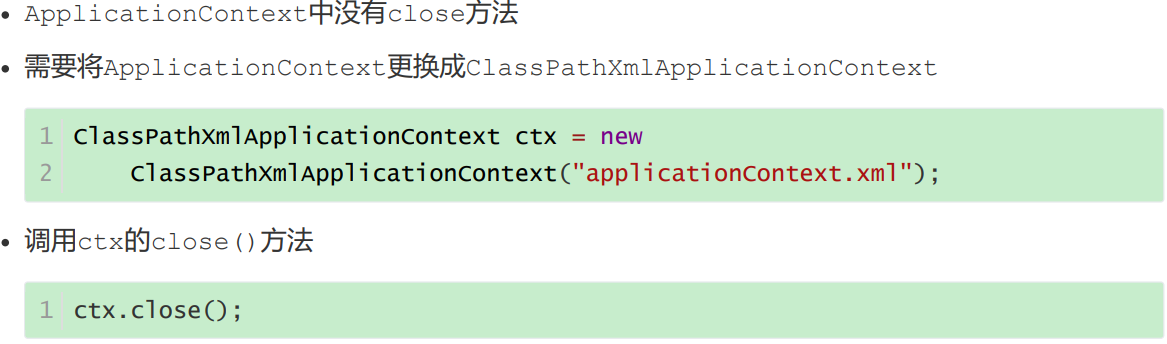 • ApplicationContext中没有close方法
• 需要将ApplicationContext更换成ClassPathXmlApplicationContext
1 ClassPathXmlApplicationContext ctx = new
2     ClassPathXmlApplicationContext("applicationContext.xml");
• 调用ctx的close()方法
1 ctx.close();